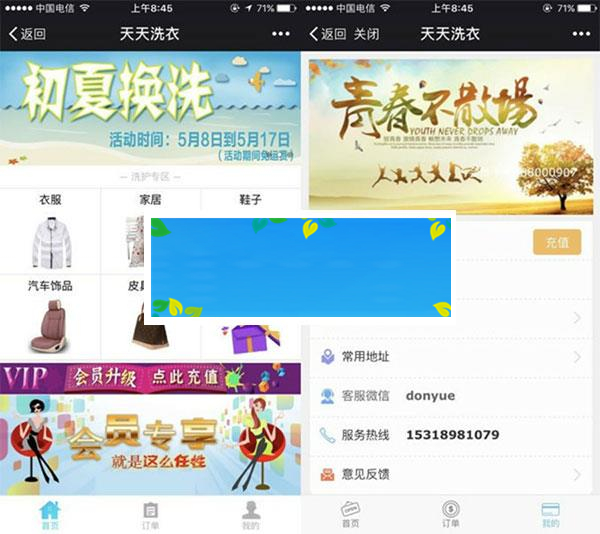 中国电信
上午8:45
71%
返回
天天洗衣
初夏换洗
活动时间：5月8日到5月17日
（活动期间免运费）
洗护专区
衣服
家居
鞋子
汽车饰品
VIP
会员升级
点此充值
会员专享
就是这么任性
首页
订单
我的
中国电信
上午8:45
71%
返回 关闭
天天洗衣
青春不散場
YOUTH NEVER DROPS AWAY
充值
常用地址
客服微信
donyue
服务热线
15318981079
意见反馈
OPEN
首页
订单
我的